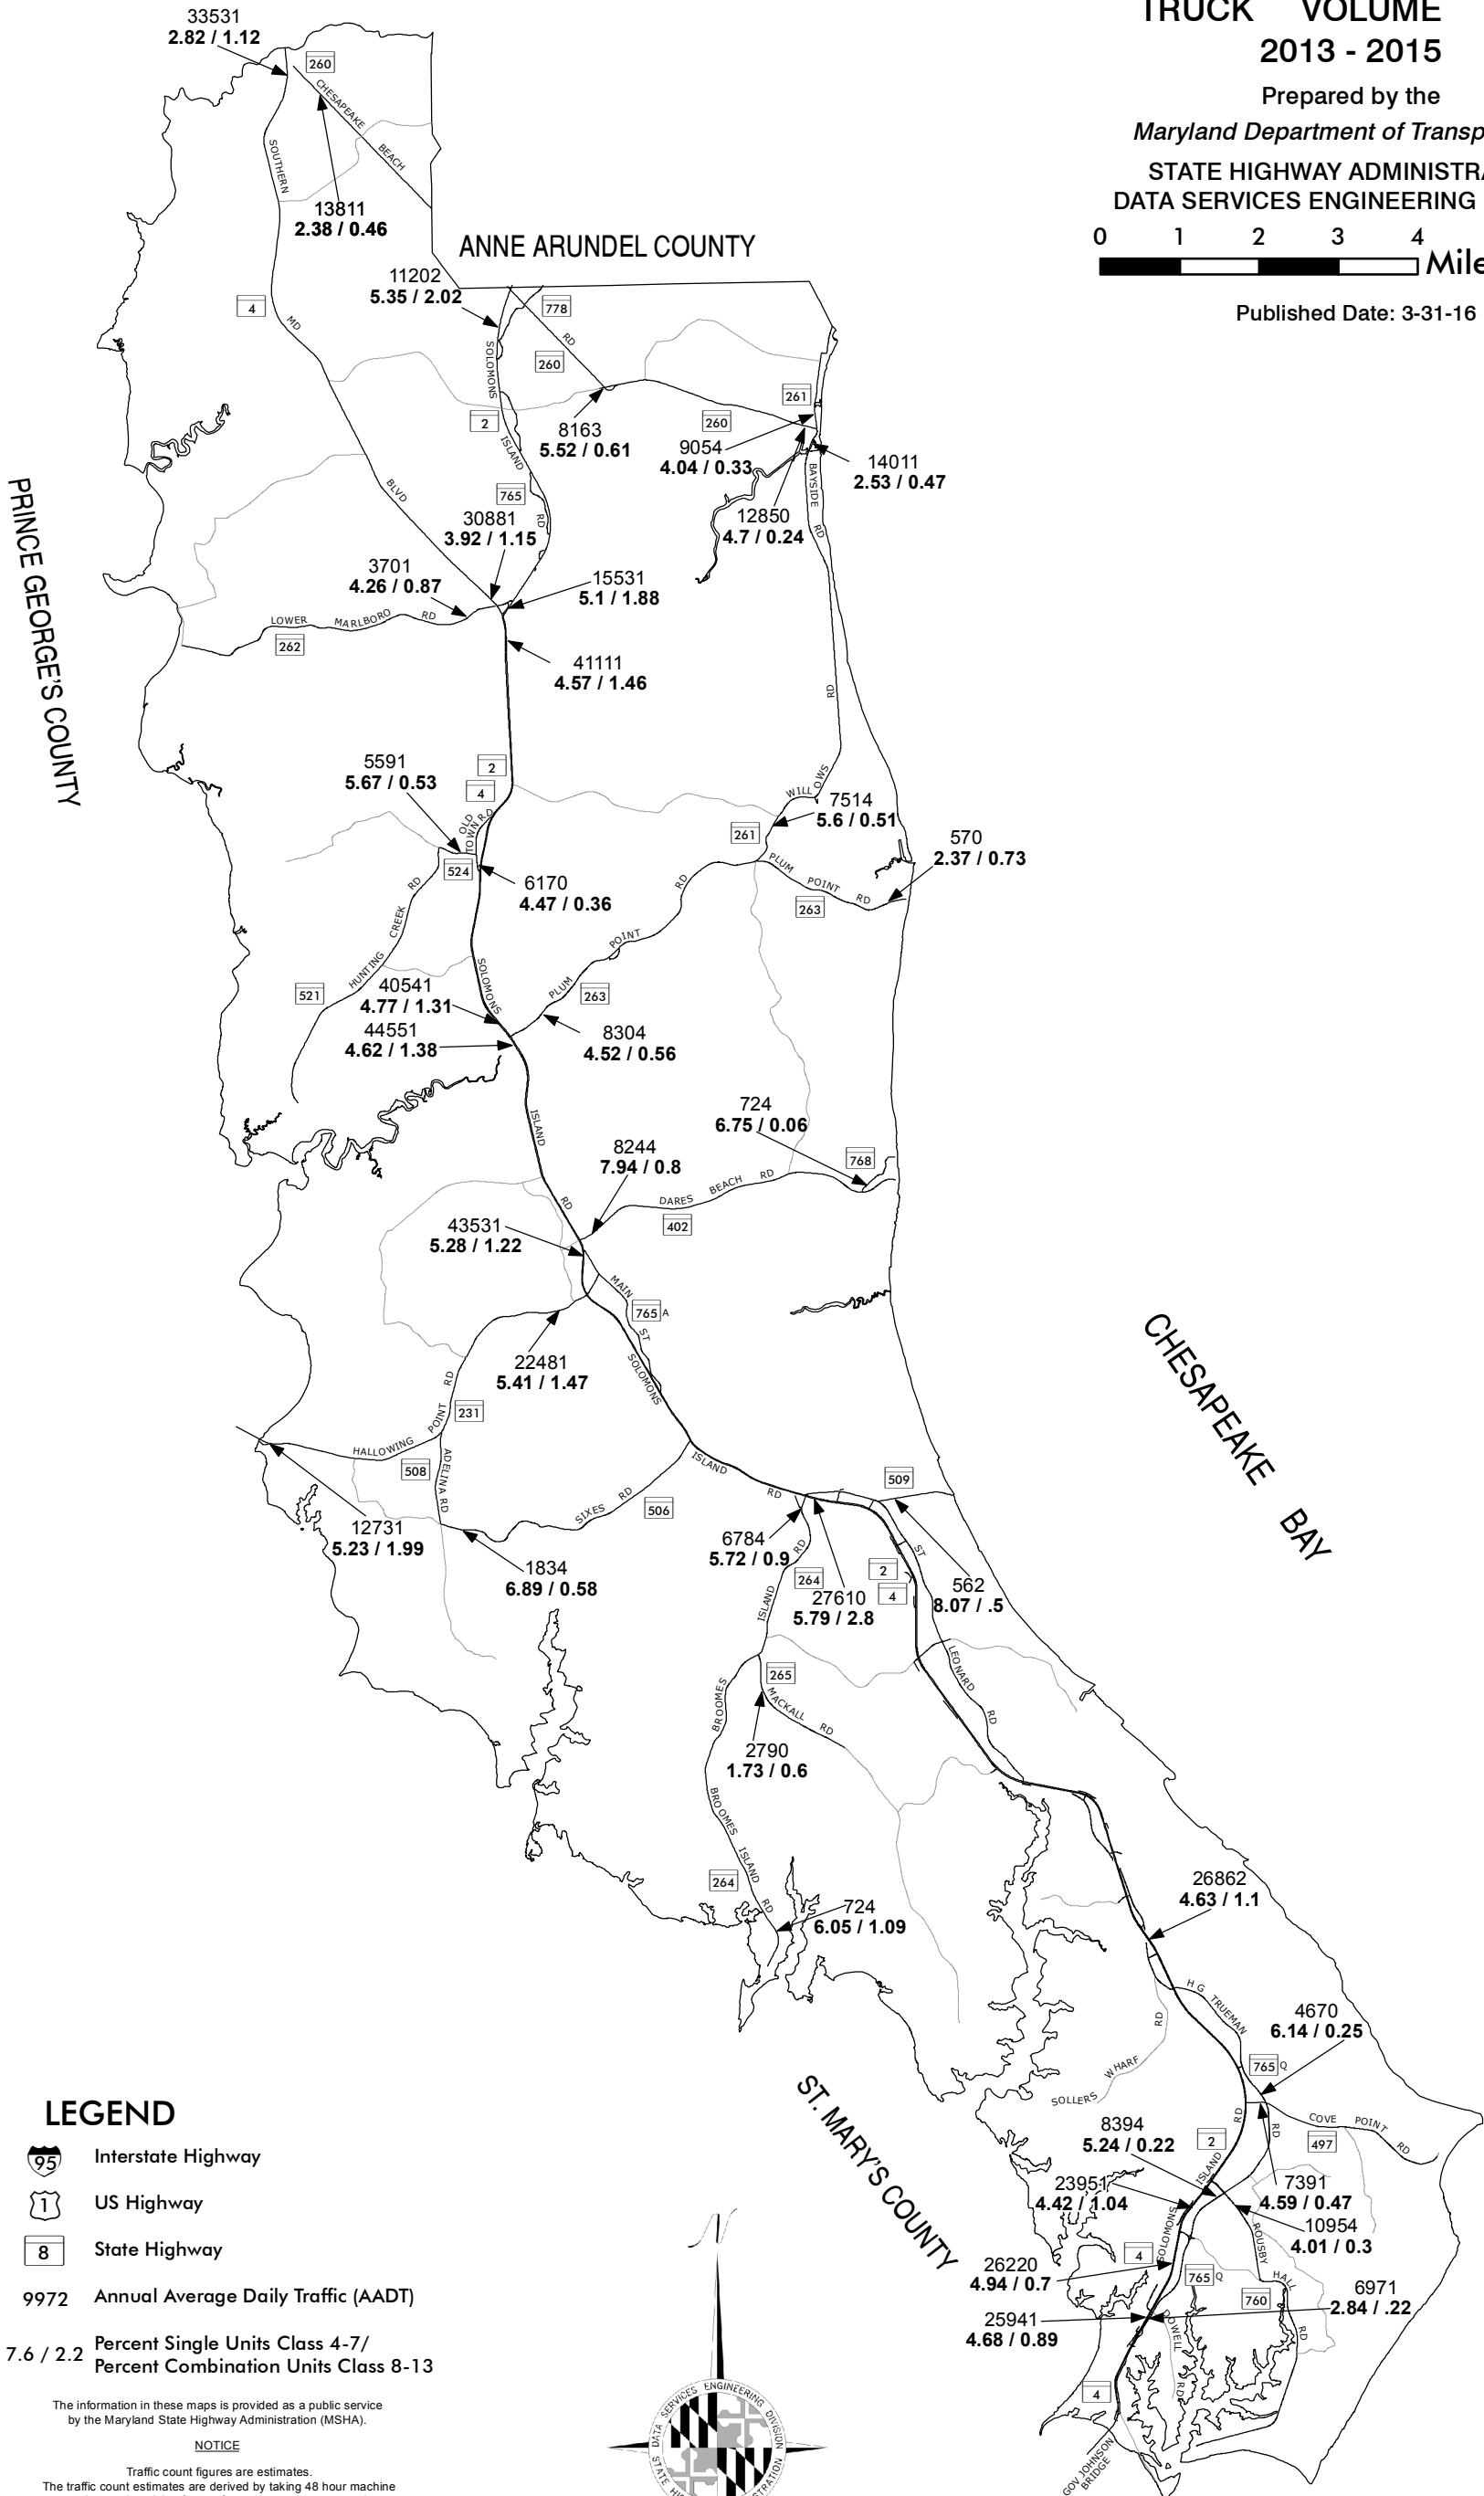 TRUCK VOLUME
2013 - 2015
Prepared by the
Maryland Department of Transp
STATE HIGHWAY ADMINISTRA
DATA SERVICES ENGINEERING
0 1 2 3 4
Mile
Published Date: 3-31-16
33531
2.82 / 1.12
260
CHESAPEAKE
BEACH
SOUTHERN
13811
2.38 / 0.46
ANNE ARUNDEL COUNTY
11202
5.35 / 2.02
778
4
MD
RD
SOLOMONS
260
261
2
8163
5.52 / 0.61
260
9054
4.04 / 0.33
14011
2.53 / 0.47
ISLAND
BAYSIDE
RD
PRINCE GEORGE'S COUNTY
BLVD
765
RD
30881
3.92 / 1.15
12850
4.7 / 0.24
3701
4.26 / 0.87
15531
5.1 / 1.88
LOWER MARLBORO RD
262
41111
4.57 / 1.46
RD
5591
5.67 / 0.53
2
4
OLD
TOWN RD
WILLOWS
7514
5.6 / 0.51
261
570
2.37 / 0.73
524
PLUM POINT RD
263
6170
4.47 / 0.36
HUNTING CREEK RD
521
SOLOMONS
PLUM POINT RD
263
40541
4.77 / 1.31
44551
4.62 / 1.38
8304
4.52 / 0.56
ISLAND
724
6.75 / 0.06
768
8244
7.94 / 0.8
RD
DARES BEACH RD
402
43531
5.28 / 1.22
MAIN
ST
765 A
22481
5.41 / 1.47
SOLOMONS
CHESAPEAKE BAY
HALLOWING POINT RD
231
508
ADELINA RD
ISLAND
RD
509
SIXES RD
506
12731
5.23 / 1.99
1834
6.89 / 0.58
6784
5.72 / 0.9
RD
264
27610
5.79 / 2.8
2
4
ST
LEONARD
RD
562
8.07 / .5
ISLAND
BROOMES
265
MACKALL RD
2790
1.73 / 0.6
BROOMES ISLAND RD
264
724
6.05 / 1.09
26862
4.63 / 1.1
H G TRUEMAN
RD
4670
6.14 / 0.25
765 Q
SOLLERS WHARF RD
ST. MARY'S COUNTY
8394
5.24 / 0.22
2
RD
COVE POINT RD
497
23951
4.42 / 1.04
ISLAND
SOLOMONS
7391
4.59 / 0.47
10954
4.01 / 0.3
ROUSBY
HALL
RD
26220
4.94 / 0.7
4
765 Q
760
6971
2.84 / .22
25941
4.68 / 0.89
DOWELL
RD
4
GOV JOHNSON
BRIDGE
LEGEND
95 Interstate Highway
1 US Highway
8 State Highway
9972 Annual Average Daily Traffic (AADT)
7.6 / 2.2 Percent Single Units Class 4-7/
Percent Combination Units Class 8-13
The information in these maps is provided as a public service
by the Maryland State Highway Administration (MSHA).
NOTICE
Traffic count figures are estimates.
The traffic count estimates are derived by taking 48 hour machine
DATA SERVICES ENGINEERING DIVISION